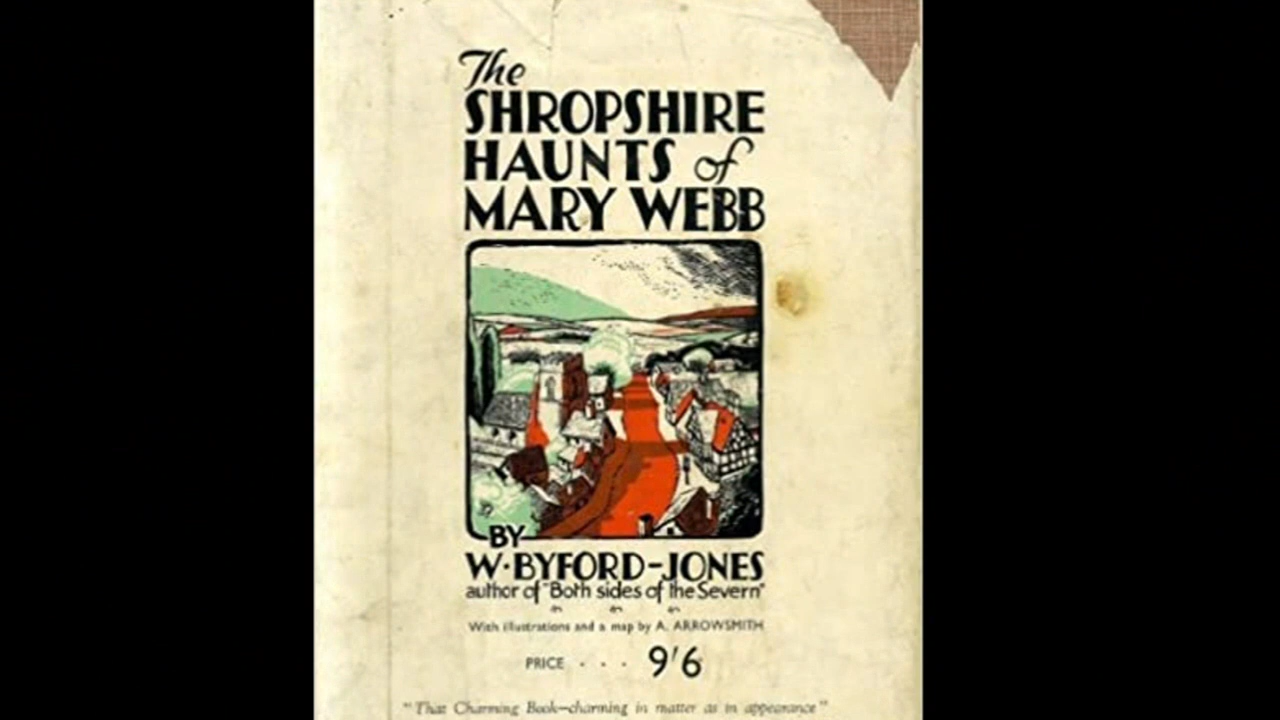 The
SHROPSHIRE
HAUNTS of
MARY WEBB
BY
W·BYFORD-JONES
author of "Both sides of the Severn"
With illustrations and a map by A. ARROWSMITH
PRICE . . . 9'6
"That Charming Book—charming in matter as in appearance"